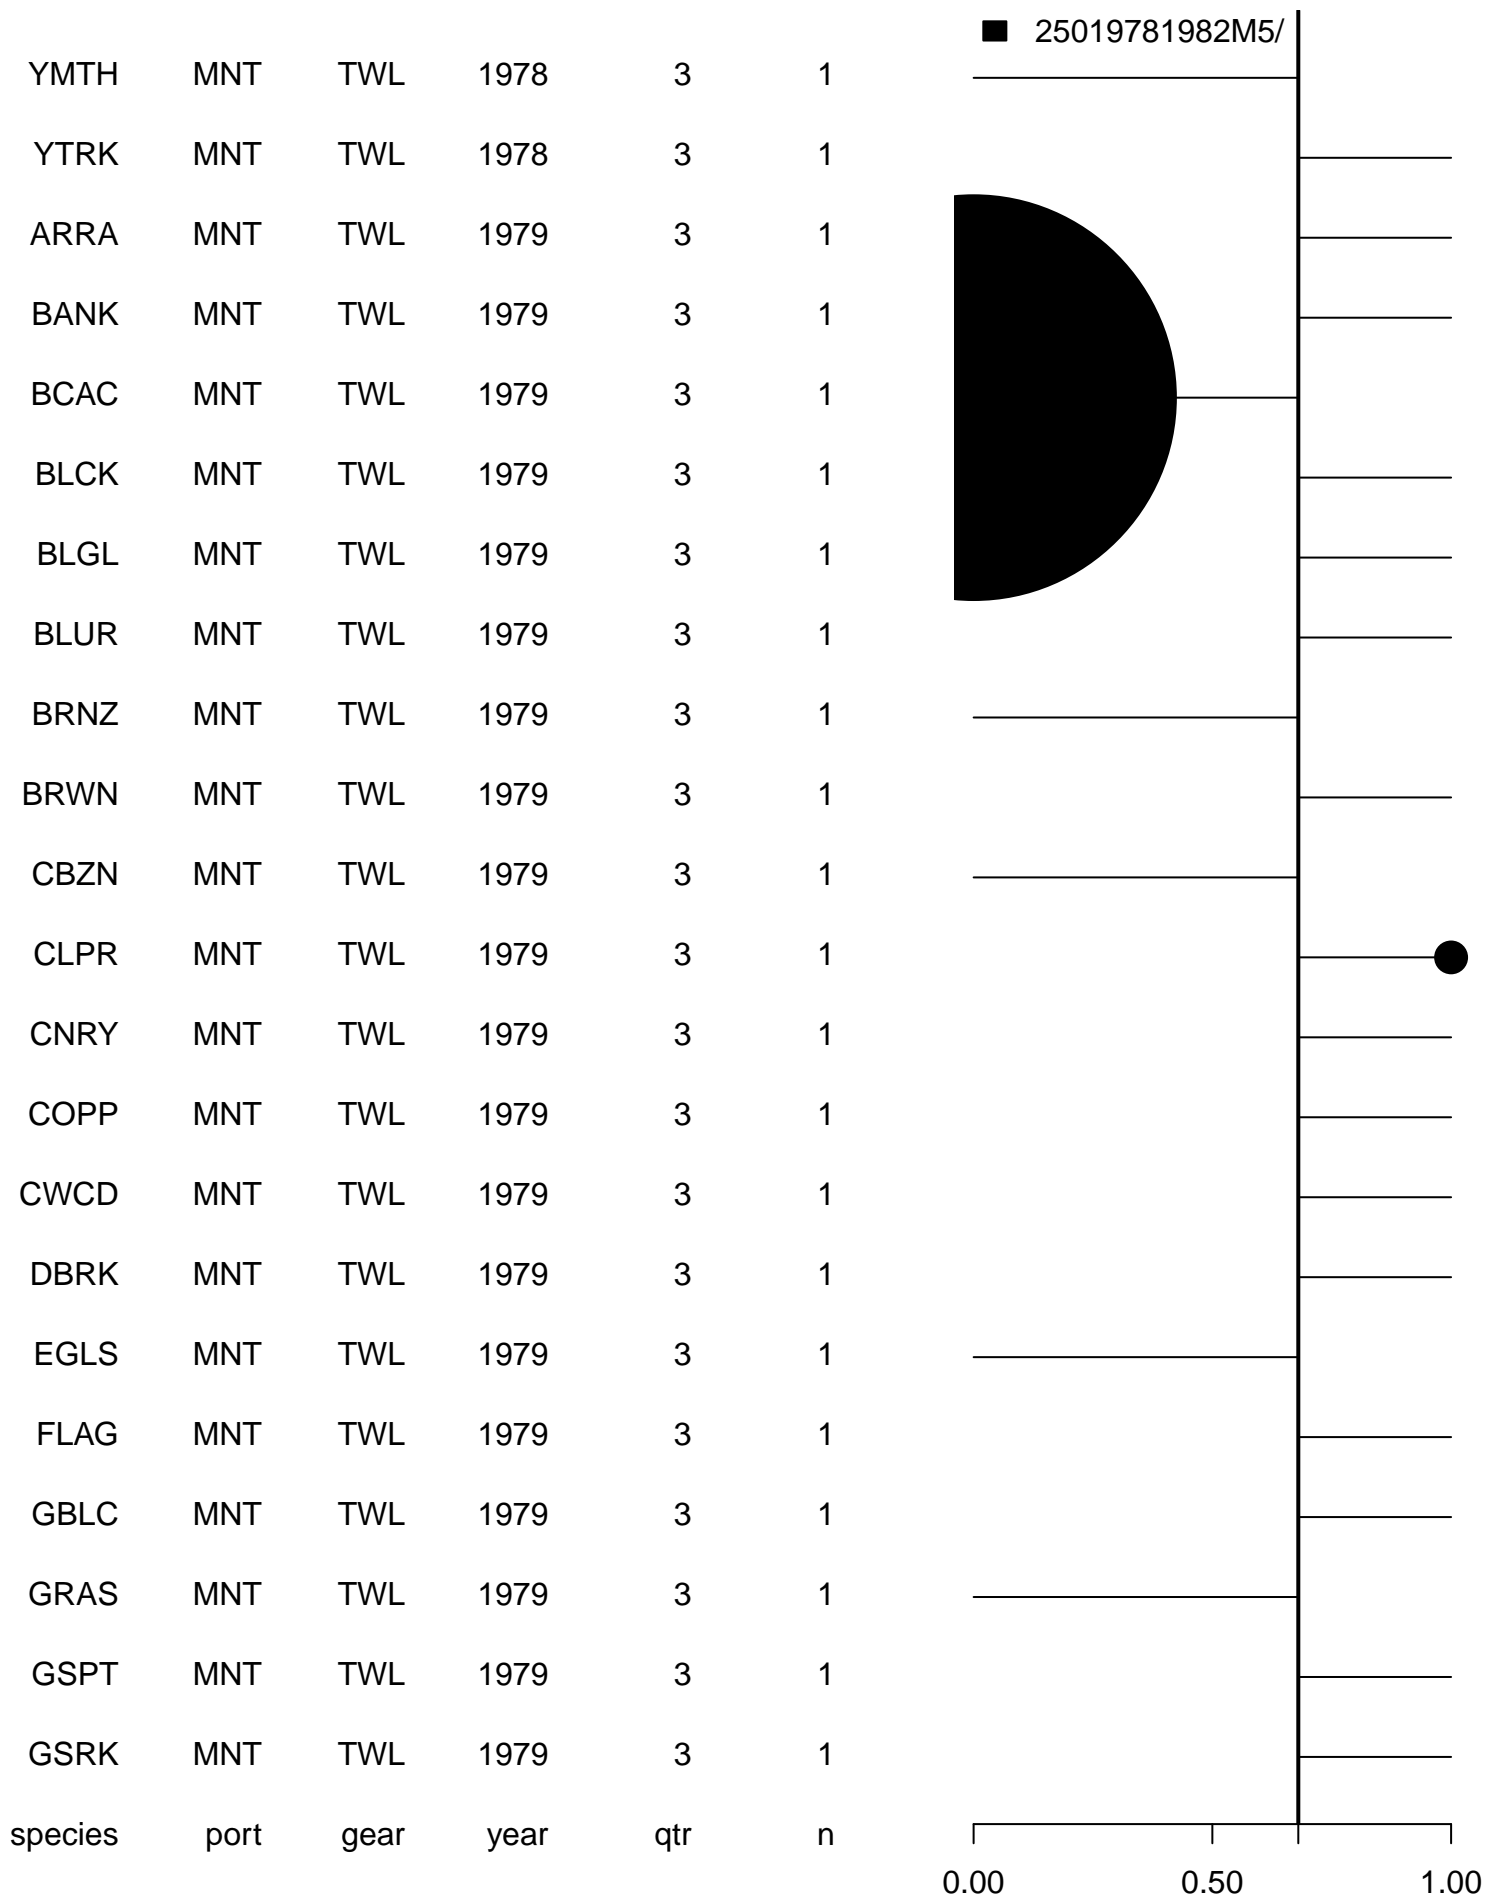 25019781982M5/
YMTH MNT TWL 1978 3 1
YTRK MNT TWL 1978 3 1
ARRA MNT TWL 1979 3 1
BANK MNT TWL 1979 3 1
BCAC MNT TWL 1979 3 1
BLCK MNT TWL 1979 3 1
BLGL MNT TWL 1979 3 1
BLUR MNT TWL 1979 3 1
BRNZ MNT TWL 1979 3 1
BRWN MNT TWL 1979 3 1
CBZN MNT TWL 1979 3 1
CLPR MNT TWL 1979 3 1
CNRY MNT TWL 1979 3 1
COPP MNT TWL 1979 3 1
CWCD MNT TWL 1979 3 1
DBRK MNT TWL 1979 3 1
EGLS MNT TWL 1979 3 1
FLAG MNT TWL 1979 3 1
GBLC MNT TWL 1979 3 1
GRAS MNT TWL 1979 3 1
GSPT MNT TWL 1979 3 1
GSRK MNT TWL 1979 3 1
species port gear year qtr n
0.00 0.50 1.00